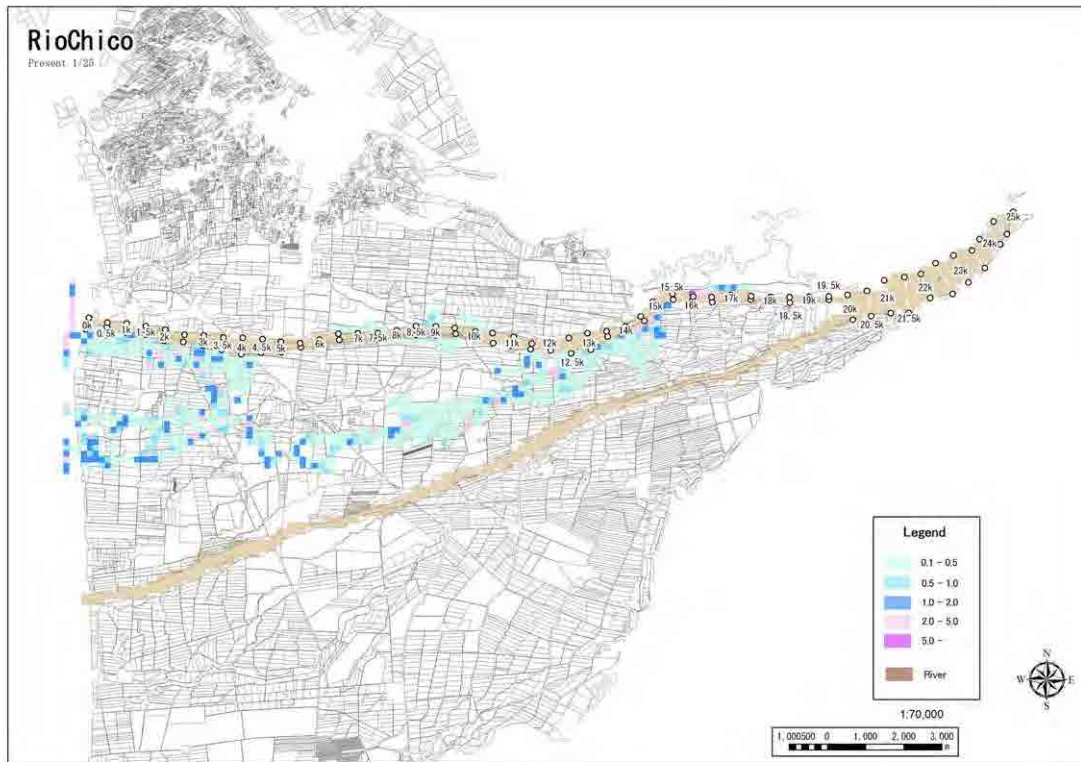 RioChico
Present 1/25
0k
0.5k
1k
1.5k
2k
3k
3.5k
4k
4.5k
5k
6k
7k
7.5k
8k
8.5k
9k
10k
11k
12k
12.5k
13k
14k
15k
15.5k
16k
17k
18k
18.5k
19k
19.5k
20k
20.5k
21k
21.5k
22k
23k
24k
25k
Legend
0.1 - 0.5
0.5 - 1.0
1.0 - 2.0
2.0 - 5.0
5.0 -
River
N
W E
S
1:70,000
1,000500 0 1,000 2,000 3,000
m